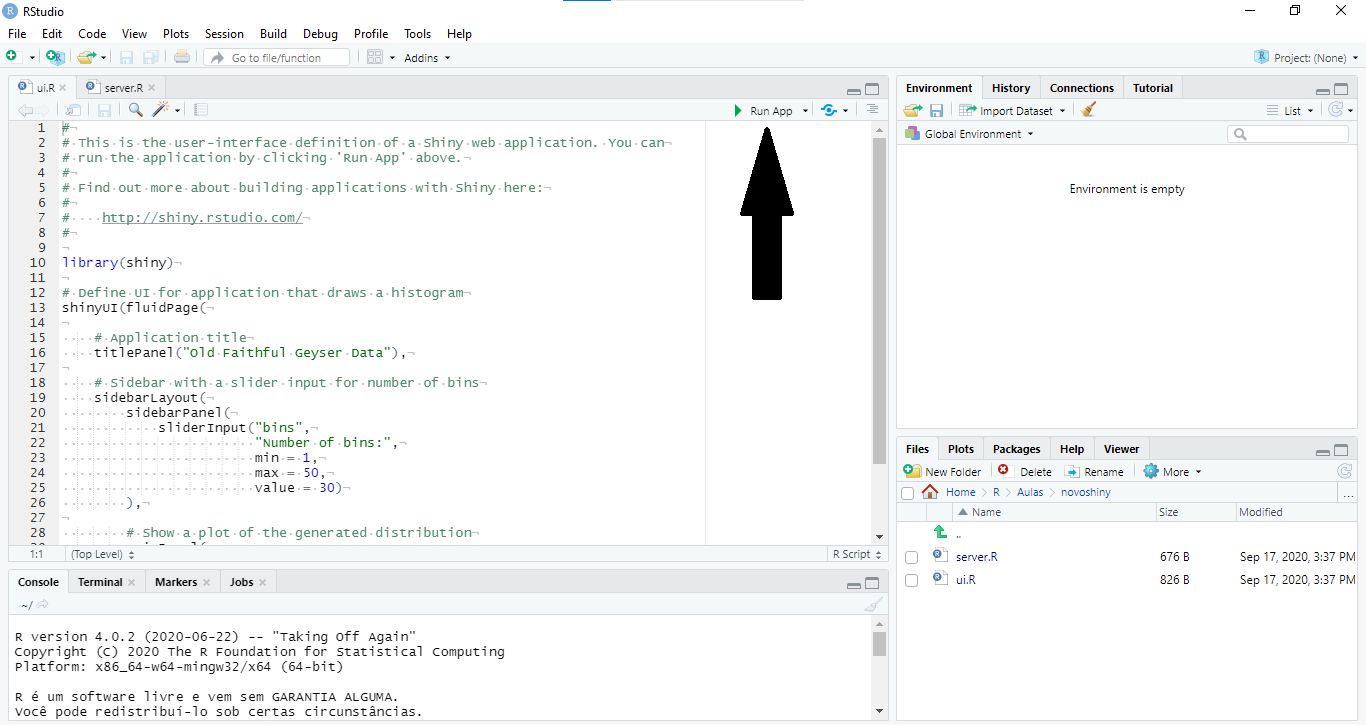 RStudio
File Edit Code View Plots Session Build Debug Profile Tools Help
Go to file/function Addins Project: (None)
ui.R server.R
Run App
1 #
2 # This is the user-interface definition of a Shiny web application. You can
3 # run the application by clicking 'Run App' above.
4 #
5 # Find out more about building applications with Shiny here:
6 #
7 #    http://shiny.rstudio.com/
8 #
9
10 library(shiny)
11
12 # Define UI for application that draws a histogram
13 shinyUI(fluidPage(
14
15     # Application title
16     titlePanel("Old Faithful Geyser Data"),
17
18     # Sidebar with a slider input for number of bins
19     sidebarLayout(
20         sidebarPanel(
21             sliderInput("bins",
22                         "Number of bins:",
23                         min = 1,
24                         max = 50,
25                         value = 30)
26         ),
27
28         # Show a plot of the generated distribution
1:1 (Top Level) R Script
Console Terminal Markers Jobs
~/
R version 4.0.2 (2020-06-22) -- "Taking Off Again"
Copyright (C) 2020 The R Foundation for Statistical Computing
Platform: x86_64-w64-mingw32/x64 (64-bit)
R é um software livre e vem sem GARANTIA ALGUMA.
Você pode redistribuí-lo sob certas circunstâncias.
Environment History Connections Tutorial
Import Dataset List
Global Environment
Environment is empty
Files Plots Packages Help Viewer
New Folder Delete Rename More
Home R Aulas novoshiny ...
Name Size Modified
..
server.R 676 B Sep 17, 2020, 3:37 PM
ui.R 826 B Sep 17, 2020, 3:37 PM